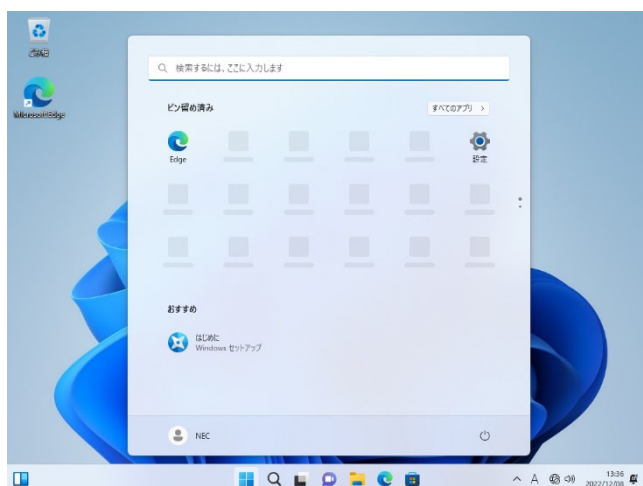 ごみ箱
Microsoft Edge
検索するには、ここに入力します
ピン留め済み
すべてのアプリ >
Edge
設定
おすすめ
はじめに
Windows セットアップ
NEC
A
13:36
2022/12/08